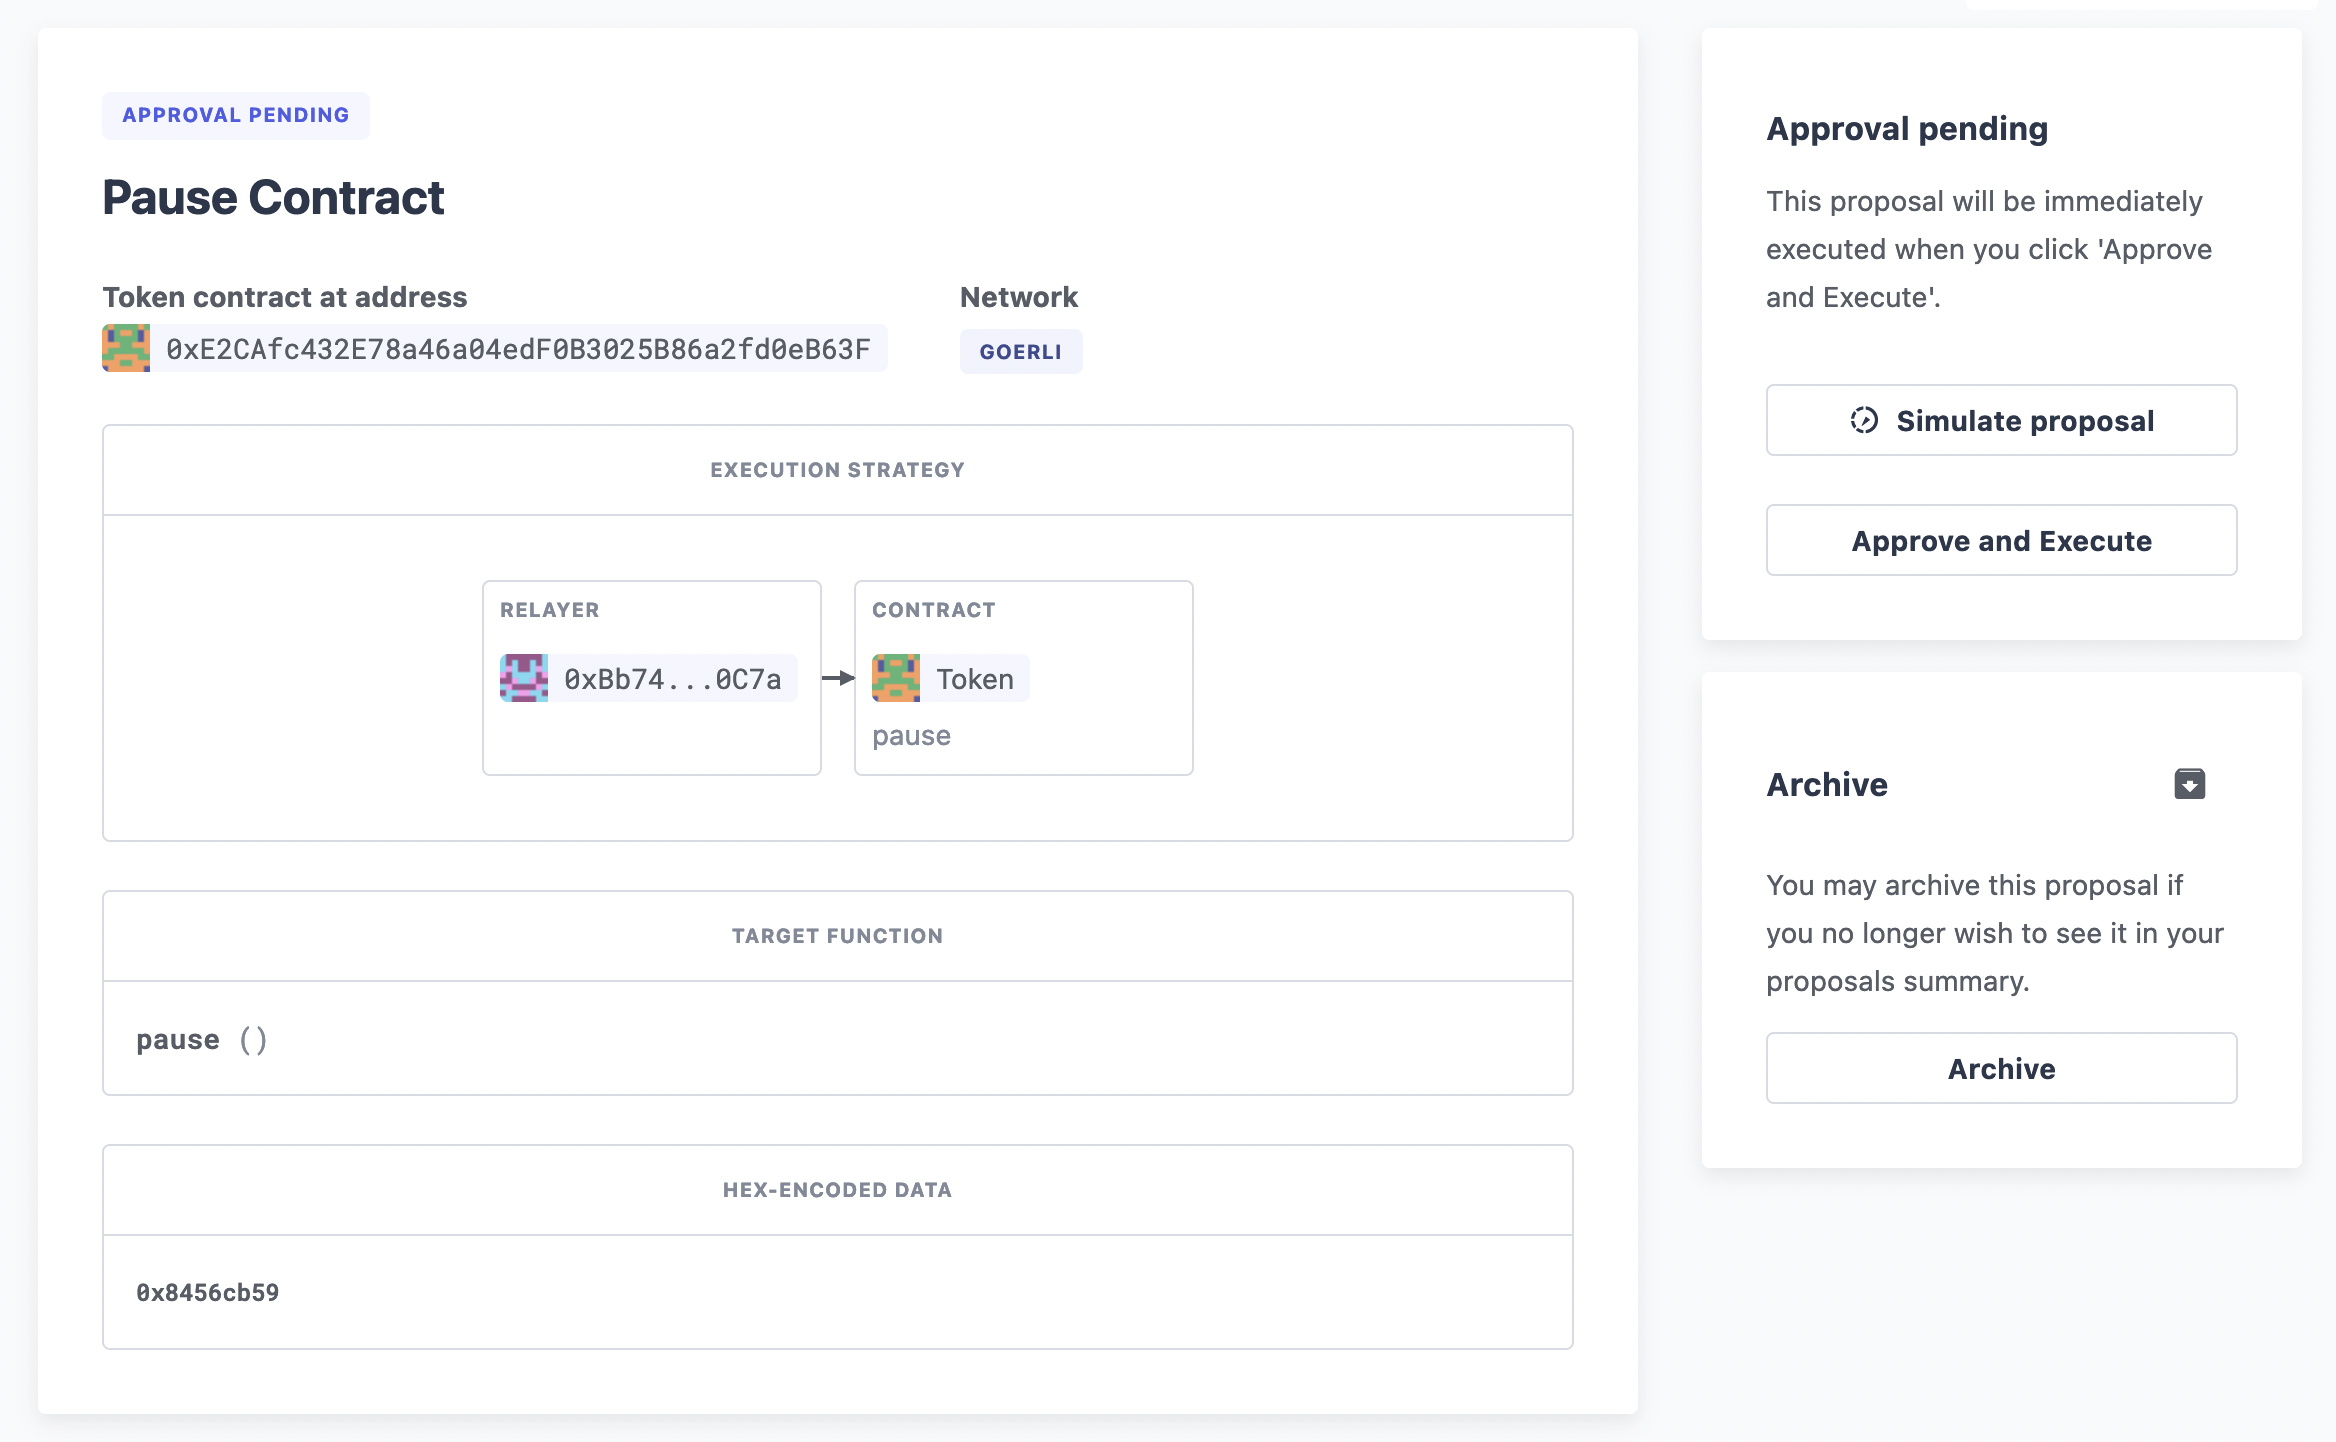 APPROVAL PENDING
Pause Contract
Token contract at address
0xE2CAfc432E78a46a04edF0B3025B86a2fd0eB63F
Network
GOERLI
EXECUTION STRATEGY
RELAYER
0xBb74...0C7a
CONTRACT
Token
pause
TARGET FUNCTION
pause ()
HEX-ENCODED DATA
0x8456cb59
Approval pending
This proposal will be immediately
executed when you click 'Approve
and Execute'.
Simulate proposal
Approve and Execute
Archive
You may archive this proposal if
you no longer wish to see it in your
proposals summary.
Archive